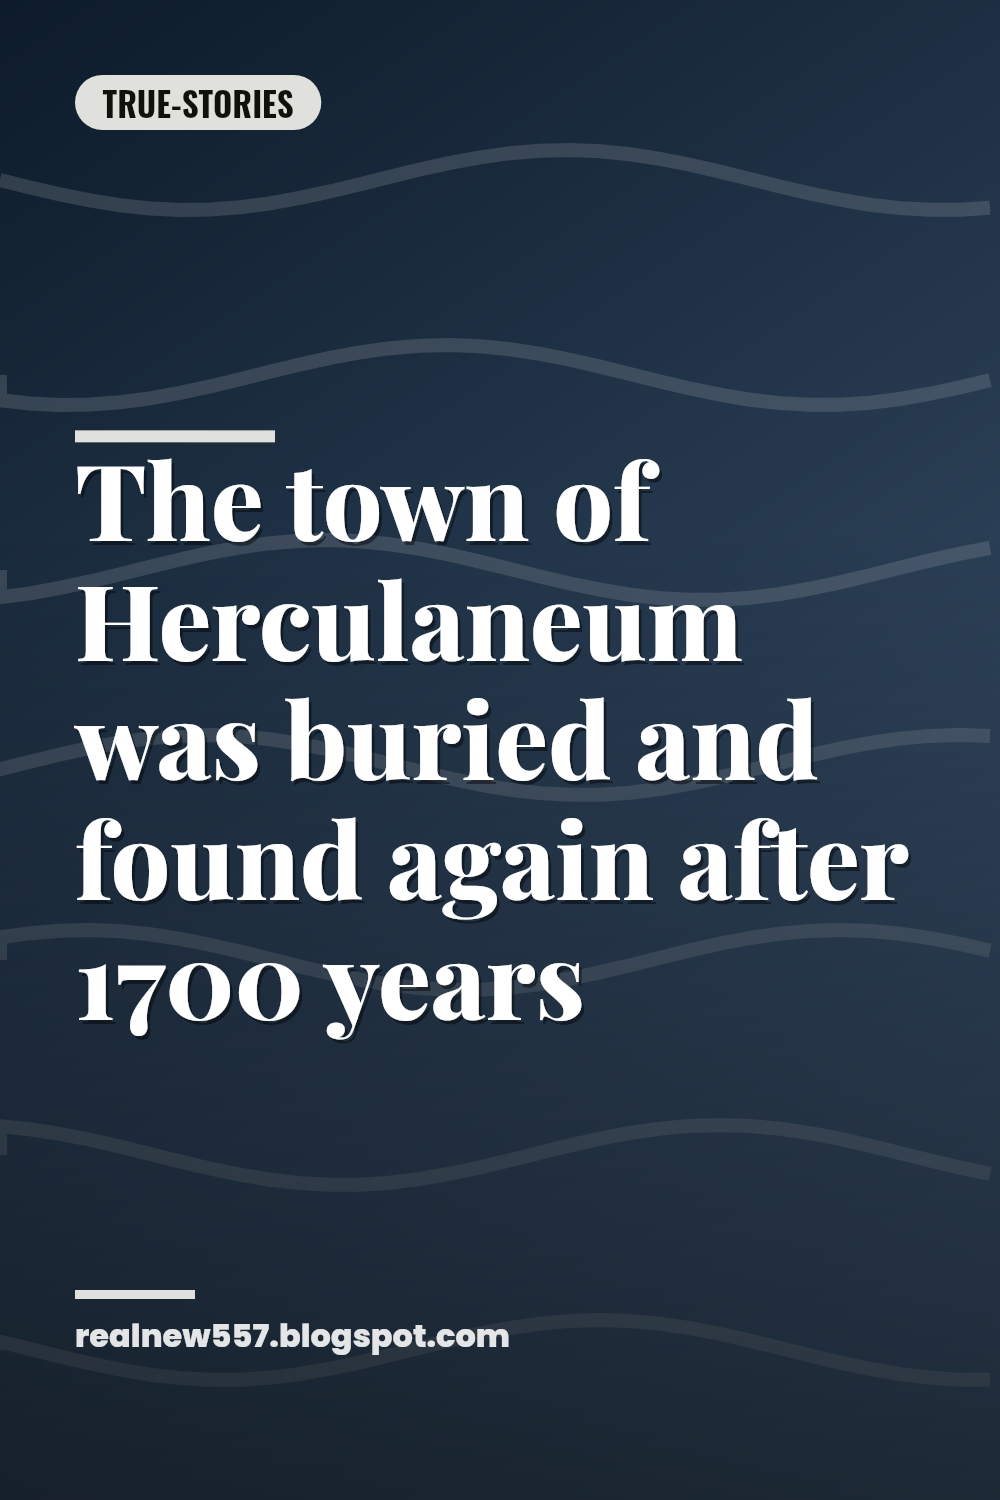 TRUE-STORIES
The town of
Herculaneum
was buried and
found again after
1700 years
realnew557.blogspot.com